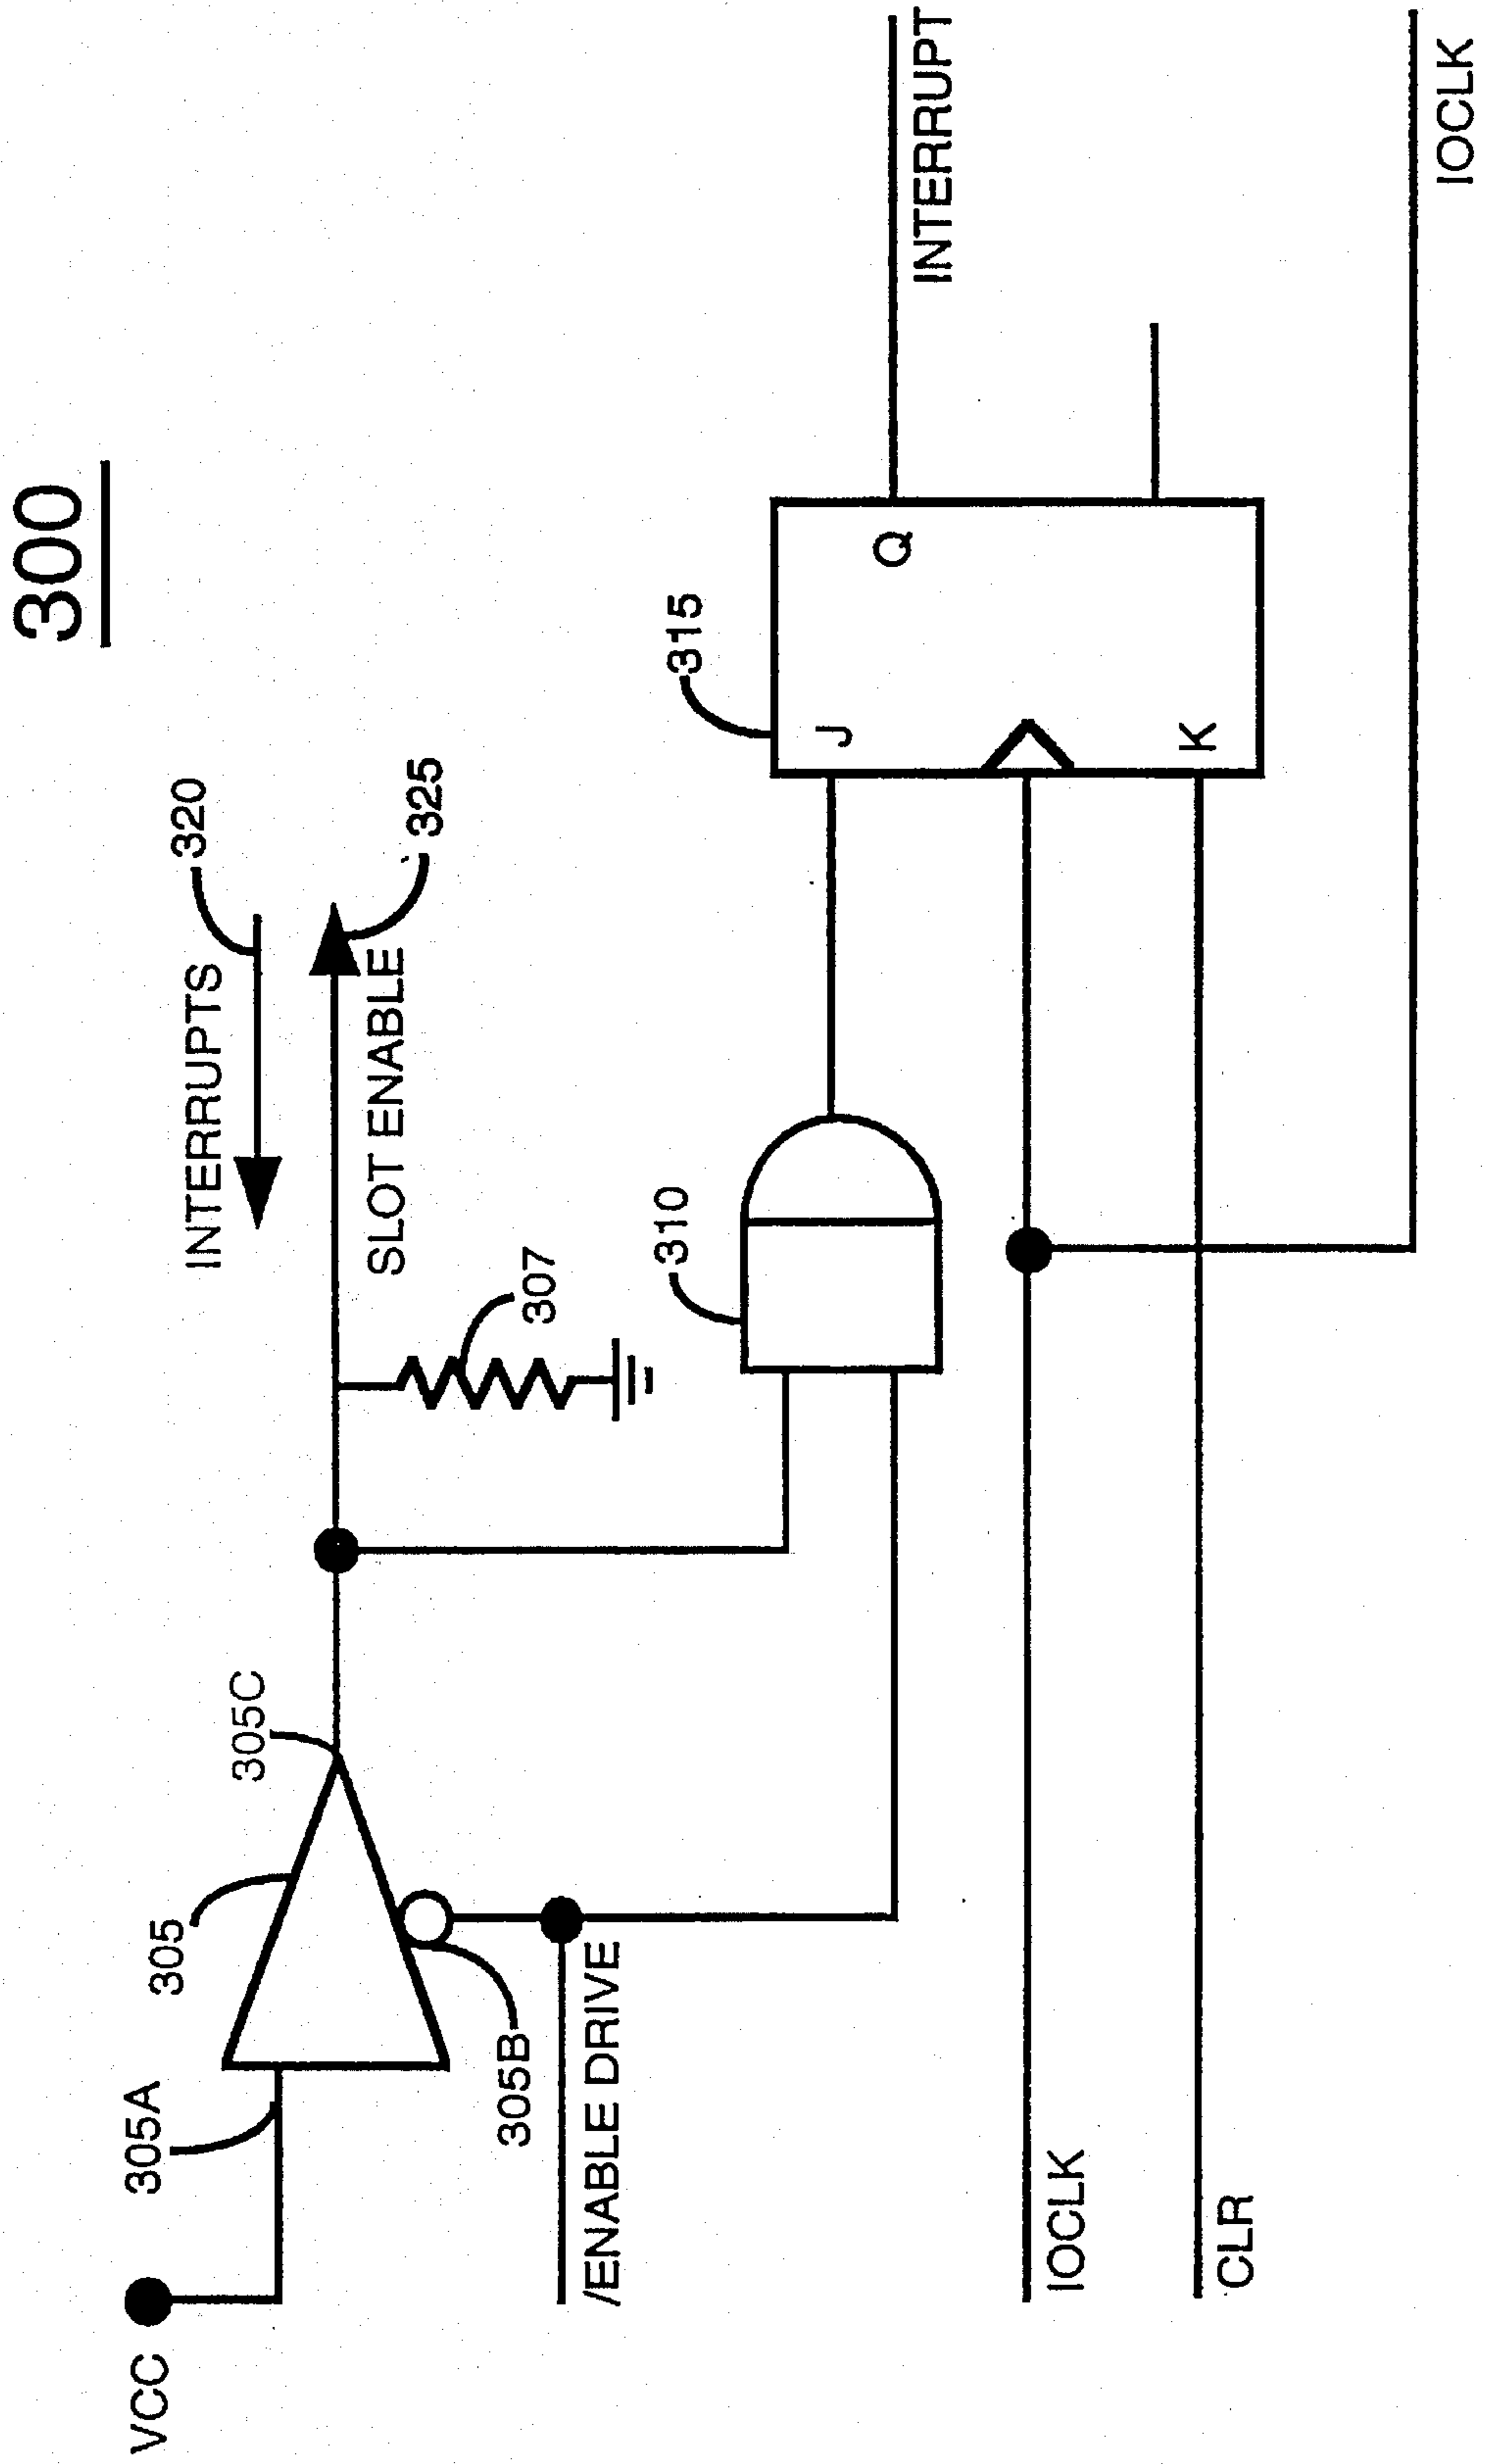 300
INTERRUPTS
320
SLOT ENABLE
325
VCC
305A
305
305C
307
305B
/ENABLE DRIVE
310
315
J
Q
K
INTERRUPT
IOCLK
CLR
IOCLK